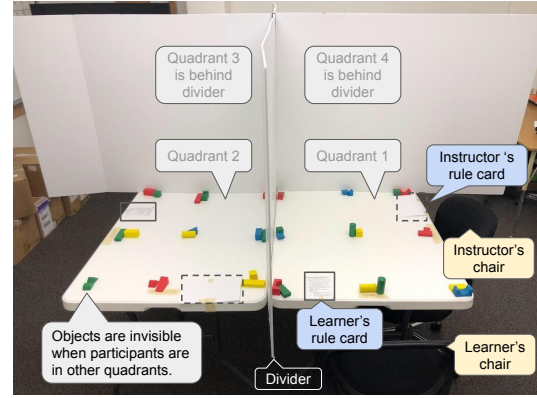 Quadrant 3
is behind
divider
Quadrant 4
is behind
divider
Quadrant 2
Quadrant 1
Instructor 's
rule card
Instructor's
chair
Objects are invisible
when participants are
in other quadrants.
Learner's
rule card
Learner's
chair
Divider